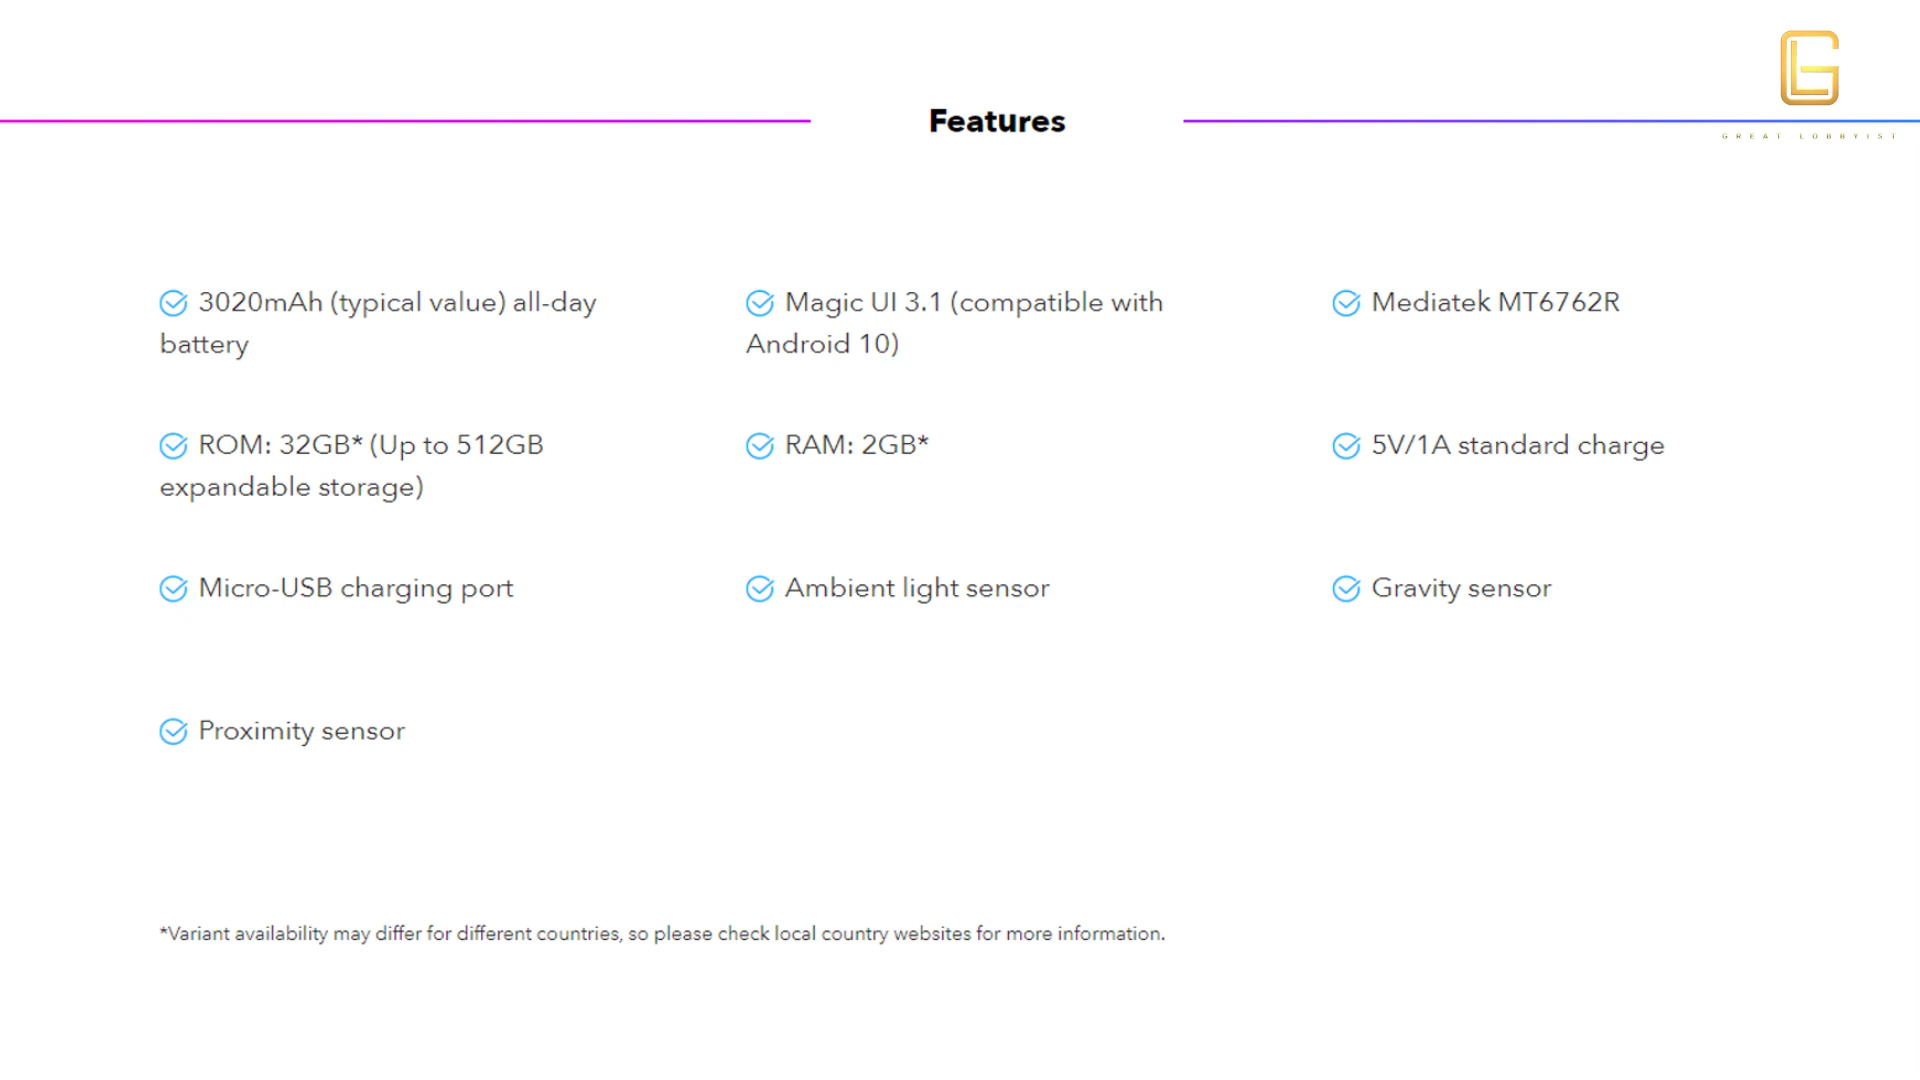 Features
GREAT LOBBYIST
3020mAh (typical value) all-day
battery
Magic UI 3.1 (compatible with
Android 10)
Mediatek MT6762R
ROM: 32GB* (Up to 512GB
expandable storage)
RAM: 2GB*
5V/1A standard charge
Micro-USB charging port
Ambient light sensor
Gravity sensor
Proximity sensor
*Variant availability may differ for different countries, so please check local country websites for more information.